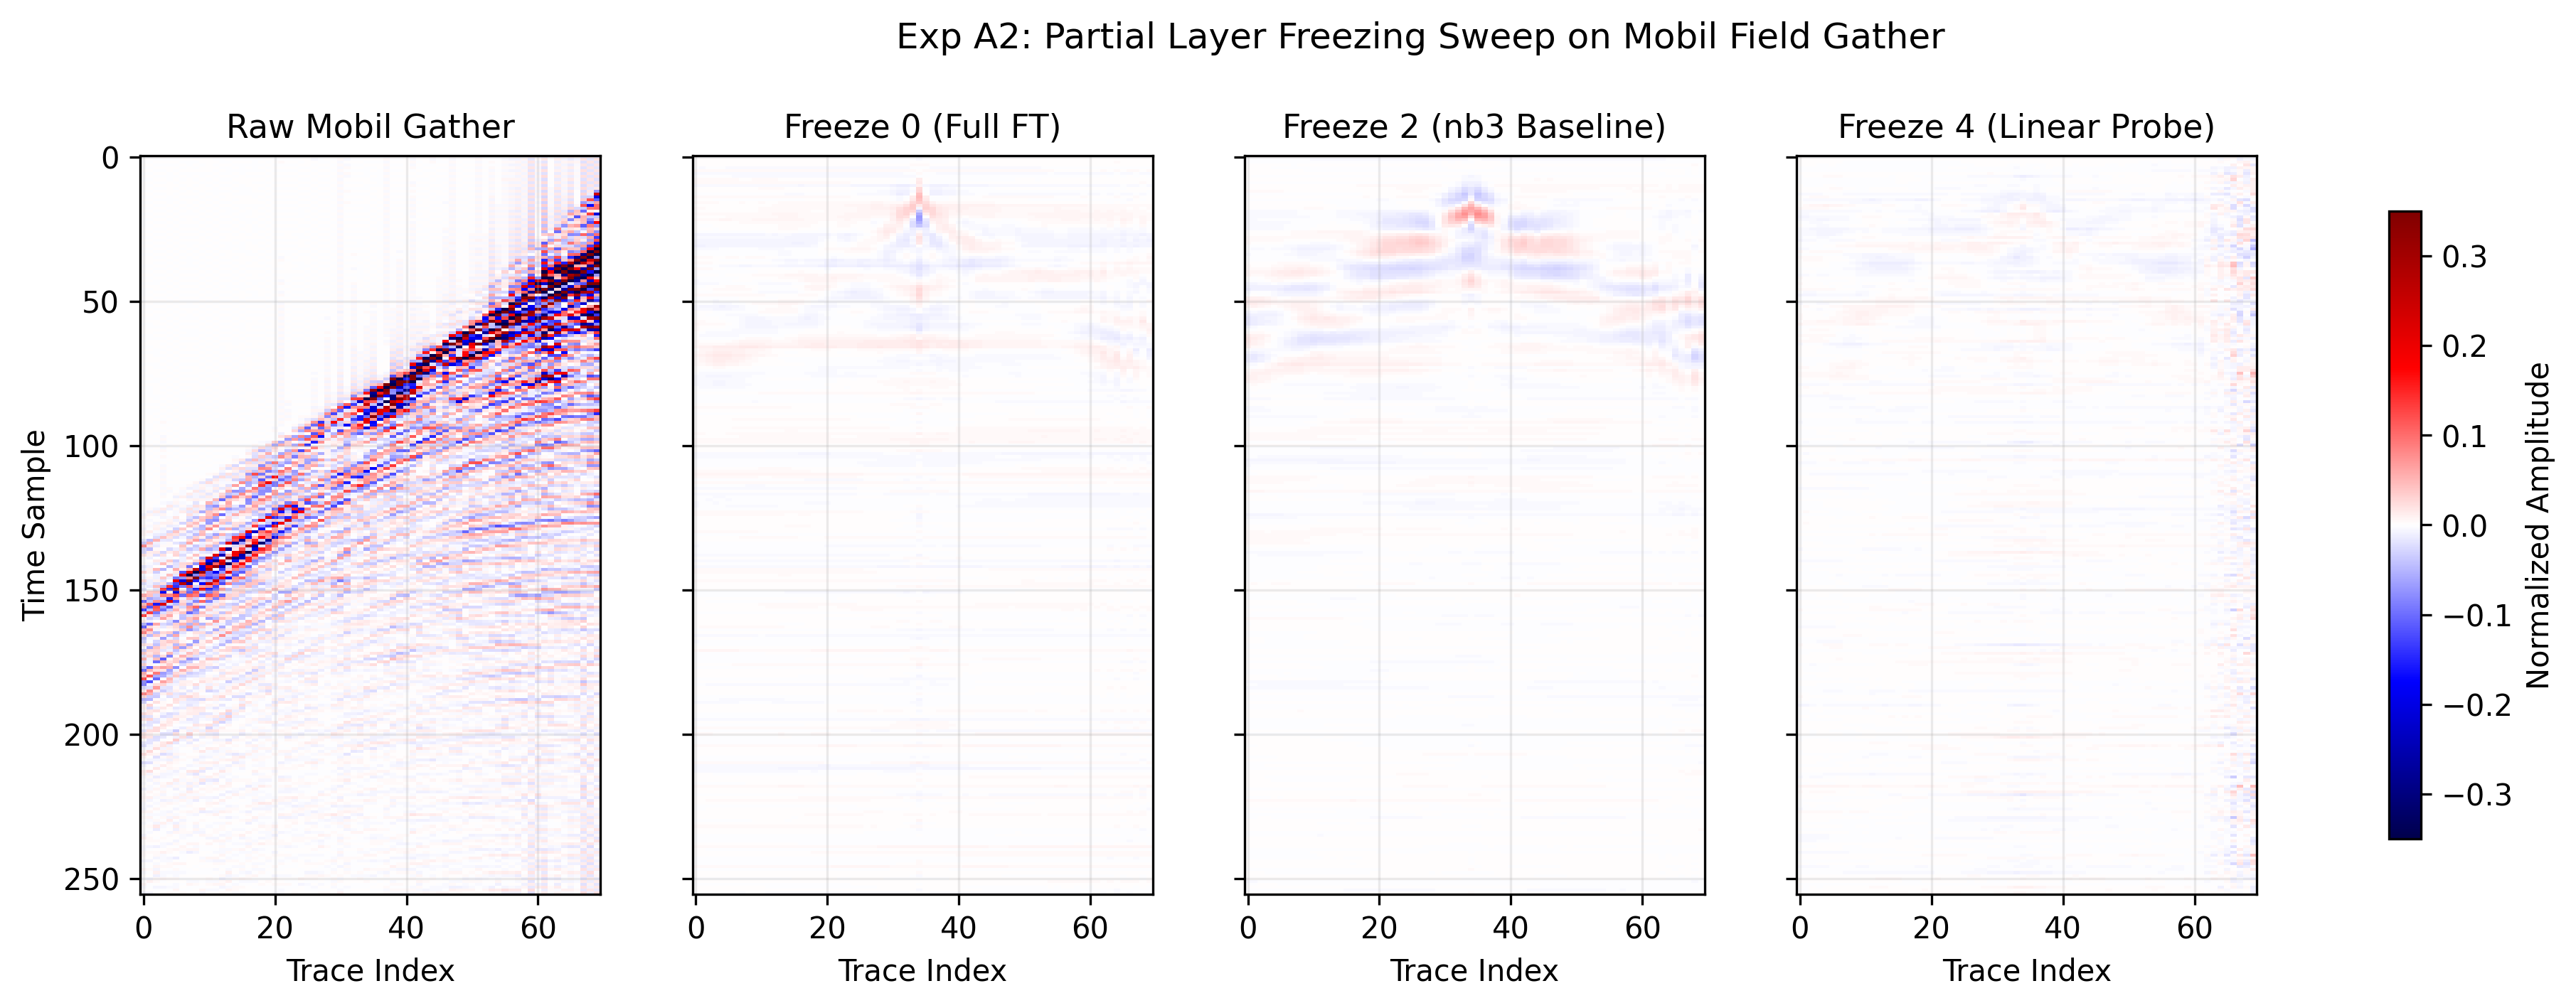 Exp A2: Partial Layer Freezing Sweep on Mobil Field Gather
Raw Mobil Gather
Freeze 0 (Full FT)
Freeze 2 (nb3 Baseline)
Freeze 4 (Linear Probe)
Time Sample
0
50
100
150
200
250
0 20 40 60
0 20 40 60
0 20 40 60
0 20 40 60
Trace Index
Trace Index
Trace Index
Trace Index
0.3
0.2
0.1
0.0
−0.1
−0.2
−0.3
Normalized Amplitude